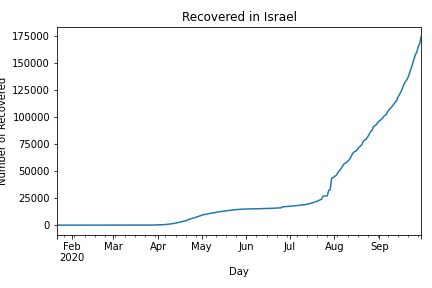 Recovered in Israel
Number of Recovered
175000
150000
125000
100000
75000
50000
25000
0
Feb Mar Apr May Jun Jul Aug Sep
2020
Day